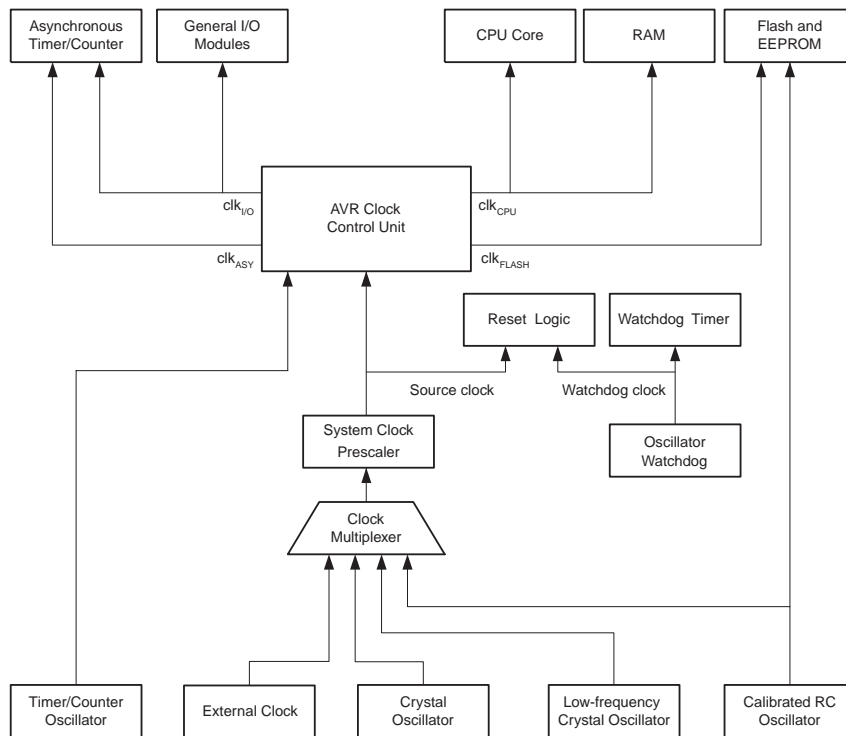 Asynchronous
Timer/Counter
General I/O
Modules
CPU Core
RAM
Flash and
EEPROM
clkI/O
AVR Clock
Control Unit
clkCPU
clkASY
clkFLASH
Reset Logic
Watchdog Timer
Source clock
Watchdog clock
System Clock
Prescaler
Oscillator
Watchdog
Clock
Multiplexer
Timer/Counter
Oscillator
External Clock
Crystal
Oscillator
Low-frequency
Crystal Oscillator
Calibrated RC
Oscillator